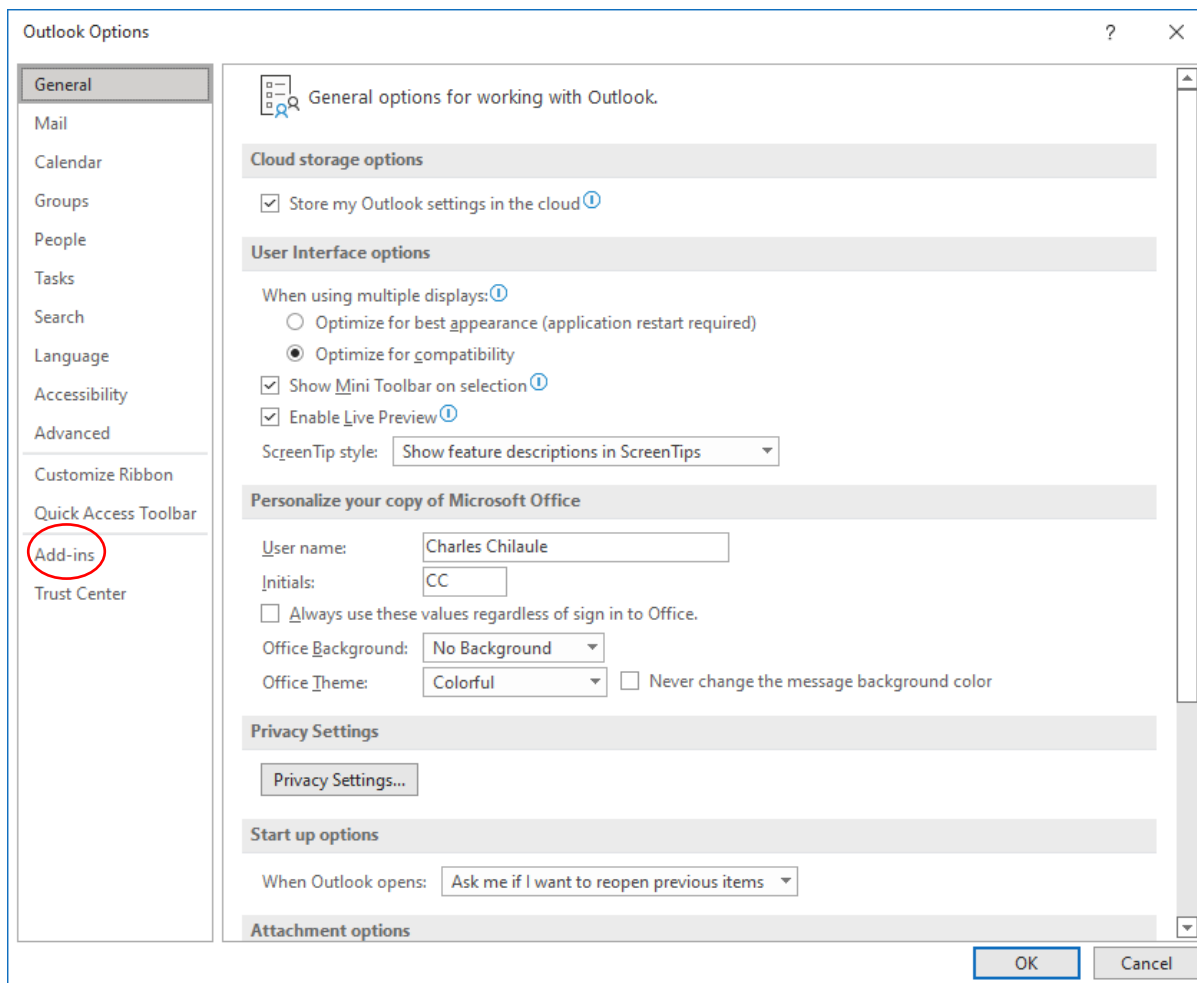 Outlook Options
?
General
Mail
Calendar
Groups
People
Tasks
Search
Language
Accessibility
Advanced
Customize Ribbon
Quick Access Toolbar
Add-ins
Trust Center
General options for working with Outlook.
Cloud storage options
Store my Outlook settings in the cloud
User Interface options
When using multiple displays:
Optimize for best appearance (application restart required)
Optimize for compatibility
Show Mini Toolbar on selection
Enable Live Preview
ScreenTip style: Show feature descriptions in ScreenTips
Personalize your copy of Microsoft Office
User name: Charles Chilaule
Initials: CC
Always use these values regardless of sign in to Office.
Office Background: No Background
Office Theme: Colorful Never change the message background color
Privacy Settings
Privacy Settings...
Start up options
When Outlook opens: Ask me if I want to reopen previous items
Attachment options
OK Cancel